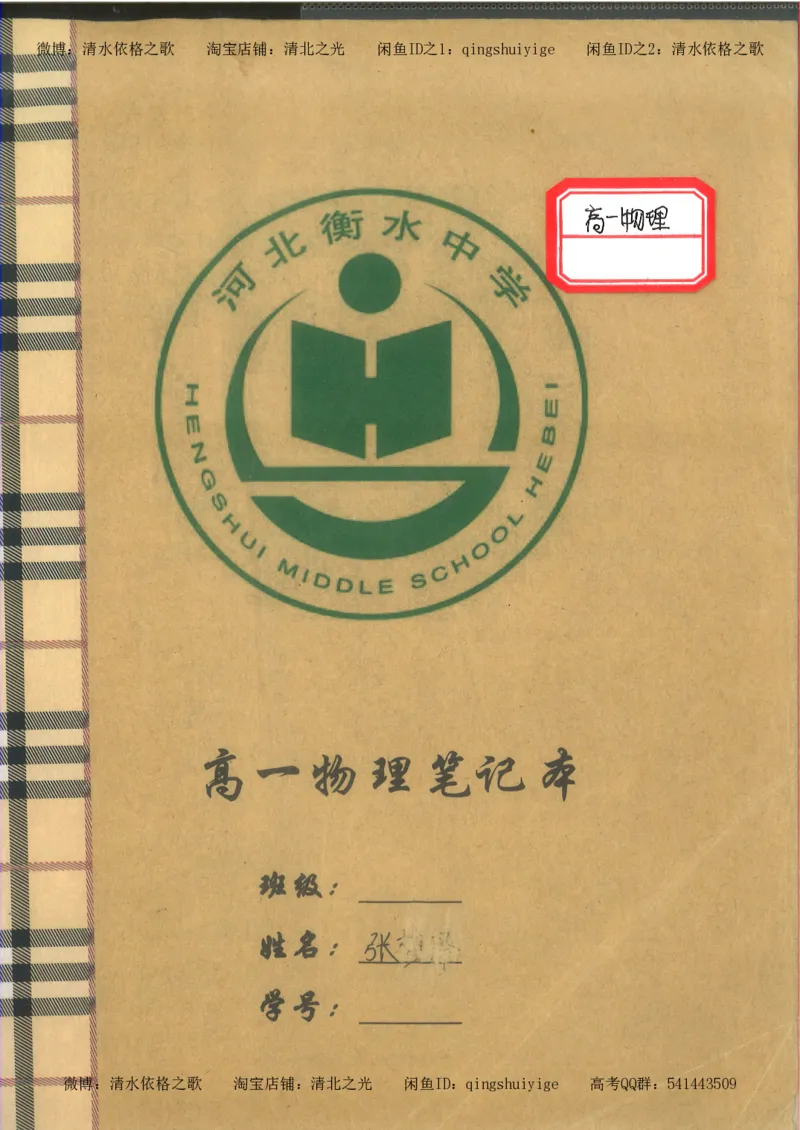 微博：清水依格之歌 淘宝店铺：清北之光 闲鱼ID之1：qingshuiyige 闲鱼ID之2：清水依格之歌
高一物理
河北衡水中学
HENGSHUI MIDDLE SCHOOL HEBEI
高一物理笔记本
班级：
姓名：张
学号：
微博：清水依格之歌 淘宝店铺：清北之光 闲鱼ID：qingshuiyige 高考QQ群：541443509